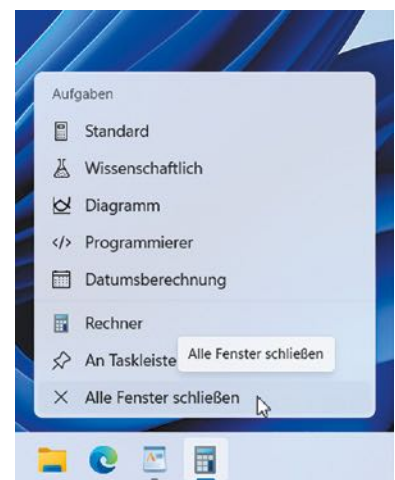 Aufgaben
Standard
Wissenschaftlich
Diagramm
</> Programmierer
Datumsberechnung
Rechner
An Taskleiste
Alle Fenster schließen
Alle Fenster schließen